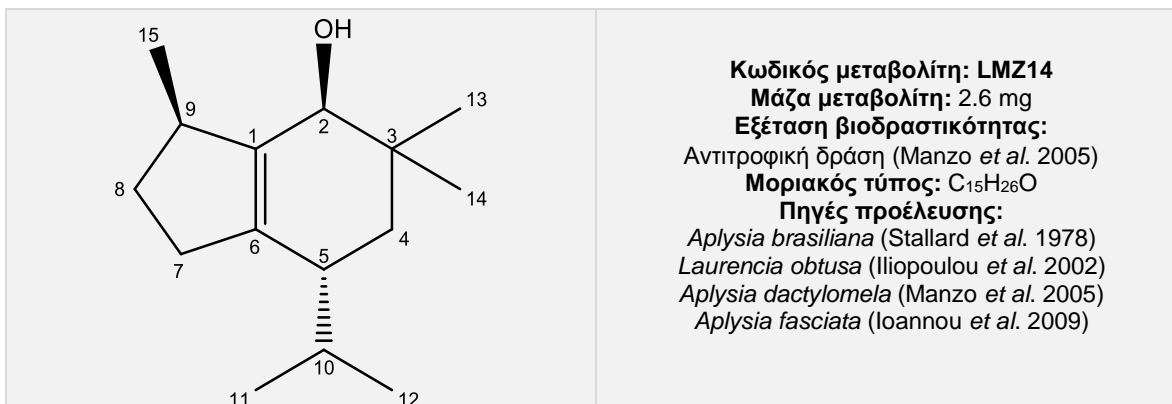 15
OH
9
13
1
2
3
8
14
6
4
7
5
10
11
12
Κωδικός μεταβολίτη: LMZ14
Μάζα μεταβολίτη: 2.6 mg
Εξέταση βιοδραστικότητας:
Αντιτροφική δράση (Manzo et al. 2005)
Μοριακός τύπος: C₁₅H₂₆O
Πηγές προέλευσης:
Aplysia brasiliana (Stallard et al. 1978)
Laurencia obtusa (Iliopoulou et al. 2002)
Aplysia dactylomela (Manzo et al. 2005)
Aplysia fasciata (Ioannou et al. 2009)